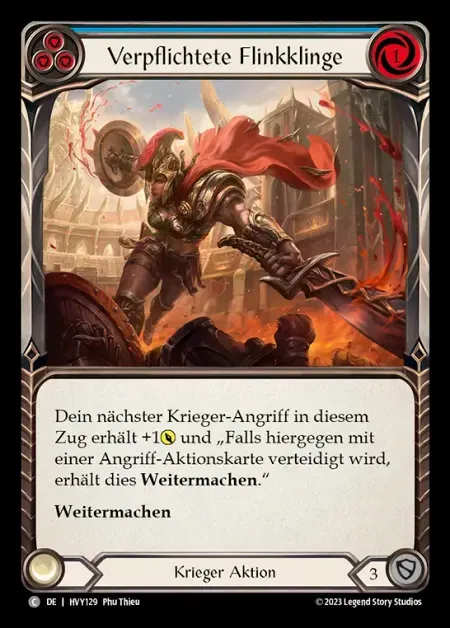 Verpflichtete Flinkklinge
1
Dein nächster Krieger-Angriff in diesem
Zug erhält +1 und „Falls hiergegen mit
einer Angriff-Aktionskarte verteidigt wird,
erhält dies Weitermachen.“
Weitermachen
Krieger Aktion
3
C DE | HVY129 Phu Thieu
© 2023 Legend Story Studios